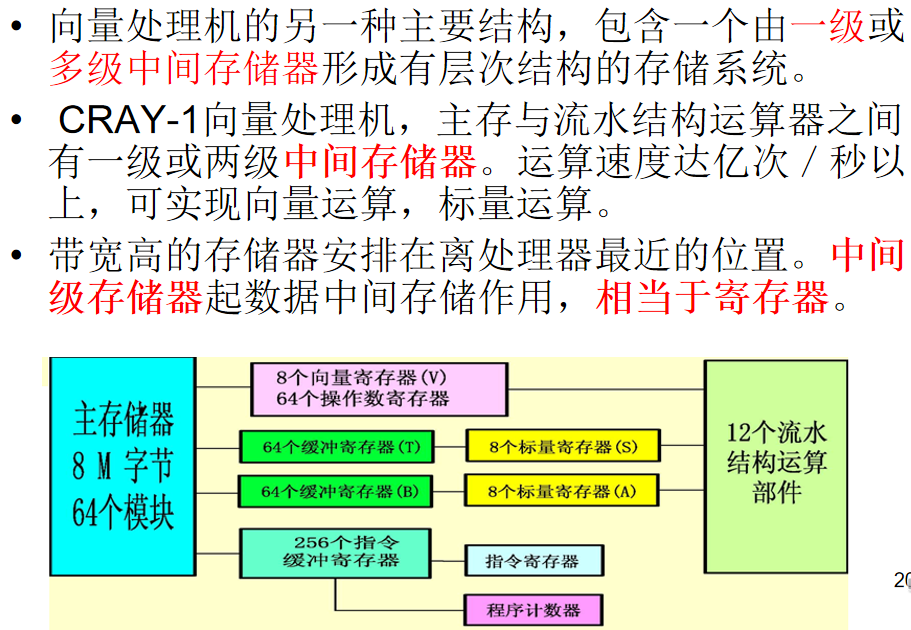 • 向量处理机的另一种主要结构，包含一个由一级或
多级中间存储器形成有层次结构的存储系统。
• CRAY-1向量处理机，主存与流水结构运算器之间
有一级或两级中间存储器。运算速度达亿次／秒以
上，可实现向量运算，标量运算。
• 带宽高的存储器安排在离处理器最近的位置。中间
级存储器起数据中间存储作用，相当于寄存器。
主存储器
8 M 字节
64个模块
8个向量寄存器(V)
64个操作数寄存器
64个缓冲寄存器(T)
8个标量寄存器(S)
64个缓冲寄存器(B)
8个标量寄存器(A)
256个指令
缓冲寄存器
指令寄存器
程序计数器
12个流水
结构运算
部件